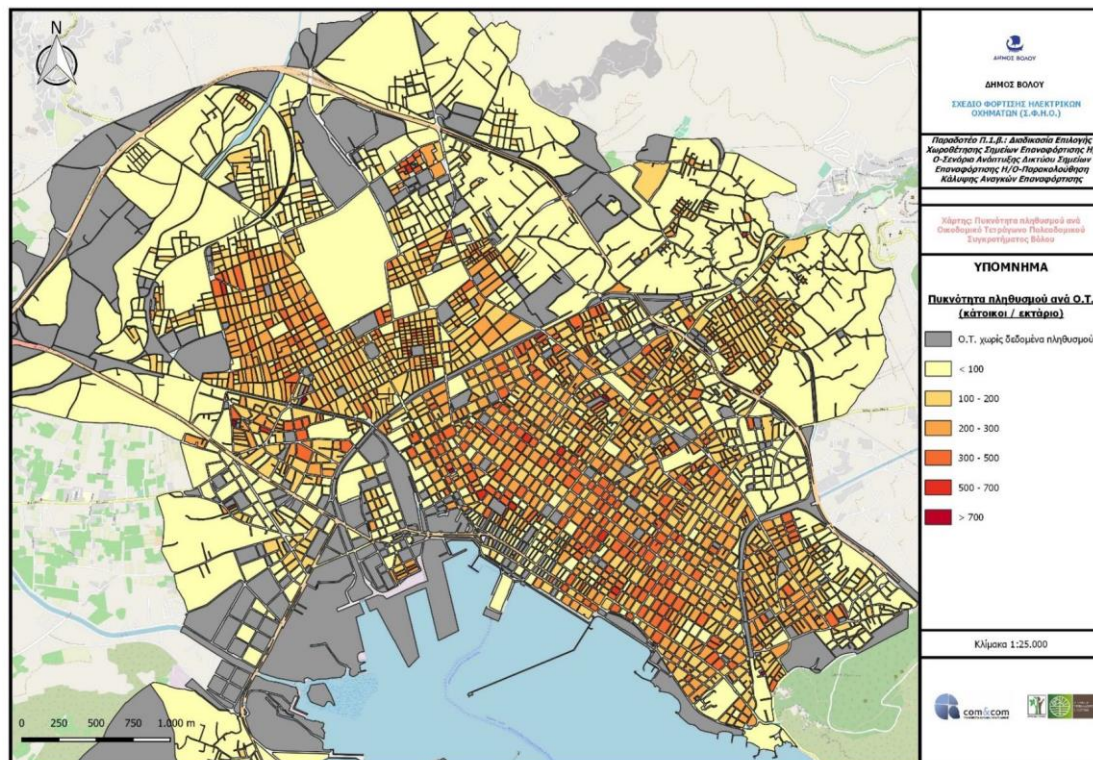 N
0 250 500 750 1.000 m
ΔΗΜΟΣ ΒΟΛΟΥ
ΔΗΜΟΣ ΒΟΛΟΥ
ΣΧΕΔΙΟ ΦΟΡΤΙΣΗΣ ΗΛΕΚΤΡΙΚΩΝ
ΟΧΗΜΑΤΩΝ (Σ.Φ.Η.Ο.)
Παραδοτέο Π.1.β.: Διαδικασία Επιλογής
Χωροθέτησης Σημείων Επαναφόρτισης Η/
Ο-Σενάριο Ανάπτυξης Δικτύου Σημείων
Επαναφόρτισης Η/Ο-Παρακολούθηση
Κάλυψης Αναγκών Επαναφόρτισης
Χάρτης: Πυκνότητα πληθυσμού ανά
Οικοδομικό Τετράγωνο Πολεοδομικού
Συγκροτήματος Βόλου
ΥΠΟΜΝΗΜΑ
Πυκνότητα πληθυσμού ανά Ο.Τ.
(κάτοικοι / εκτάριο)
Ο.Τ. χωρίς δεδομένα πληθυσμού
< 100
100 - 200
200 - 300
300 - 500
500 - 700
> 700
Κλίμακα 1:25.000
com&com